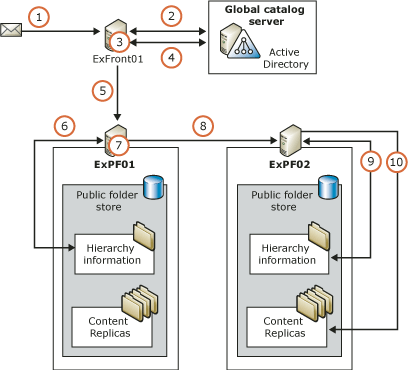 Global catalog
server
1
2
3
4
ExFront01
Active
Directory
5
6
7
8
9
10
ExPF01
ExPF02
Public folder
store
Hierarchy
information
Content
Replicas
Public folder
store
Hierarchy
information
Content
Replicas